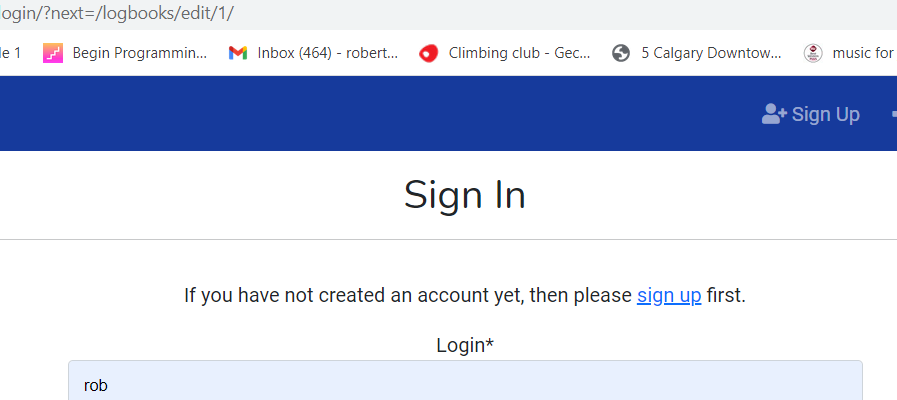 login/?next=/logbooks/edit/1/
le 1 Begin Programmin... Inbox (464) - robert... Climbing club - Gec... 5 Calgary Downtow... music for
Sign Up
Sign In
If you have not created an account yet, then please sign up first.
Login*
rob